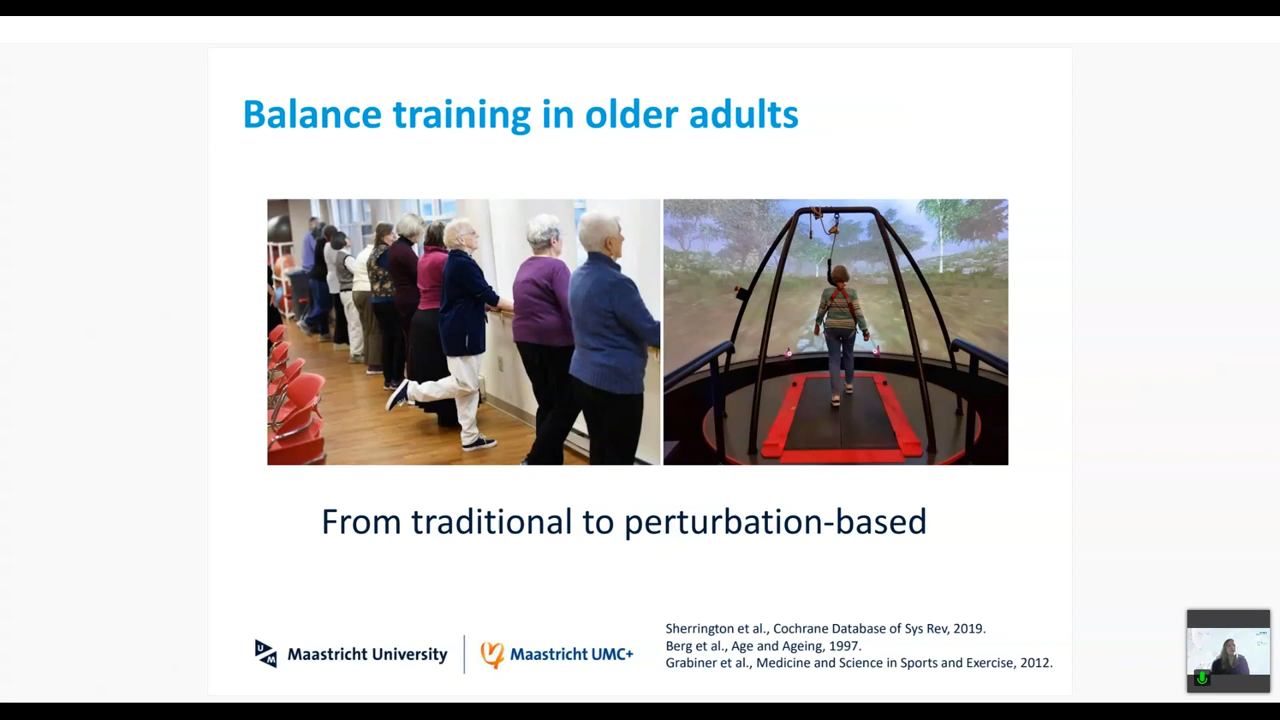 Balance training in older adults
From traditional to perturbation-based
Maastricht University
Maastricht UMC+
Sherrington et al., Cochrane Database of Sys Rev, 2019.
Berg et al., Age and Ageing, 1997.
Grabiner et al., Medicine and Science in Sports and Exercise, 2012.